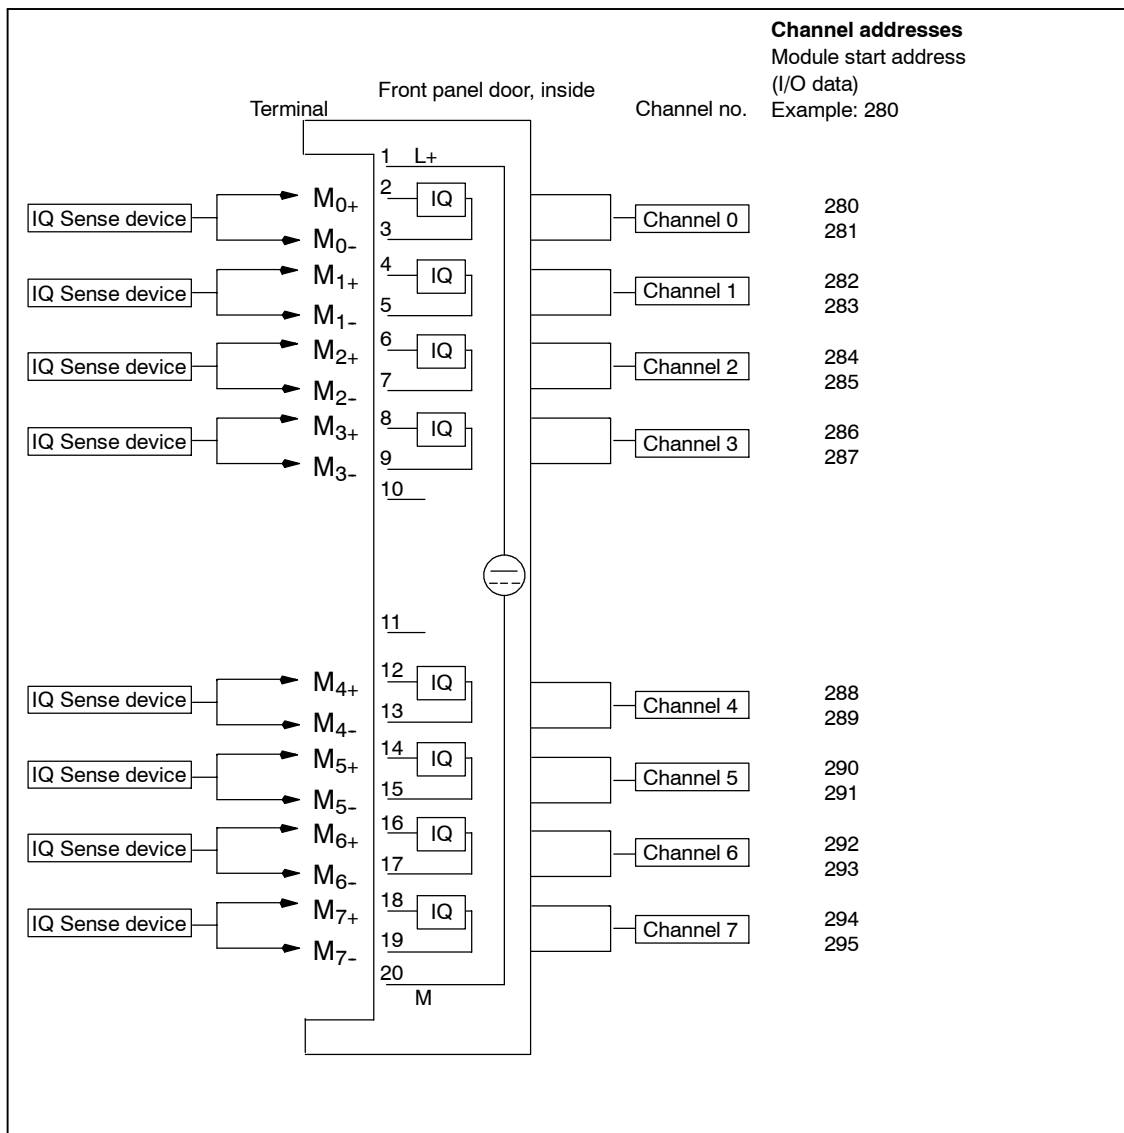 Channel addresses
Module start address
(I/O data)
Front panel door, inside
Terminal
Channel no.
Example: 280
1 L+
IQ Sense device
M0+
2
IQ
M0-
3
Channel 0
280
281
IQ Sense device
M1+
4
IQ
M1-
5
Channel 1
282
283
IQ Sense device
M2+
6
IQ
M2-
7
Channel 2
284
285
IQ Sense device
M3+
8
IQ
M3-
9
Channel 3
286
287
10
11
IQ Sense device
M4+
12
IQ
M4-
13
Channel 4
288
289
IQ Sense device
M5+
14
IQ
M5-
15
Channel 5
290
291
IQ Sense device
M6+
16
IQ
M6-
17
Channel 6
292
293
IQ Sense device
M7+
18
IQ
M7-
19
Channel 7
294
295
20
M